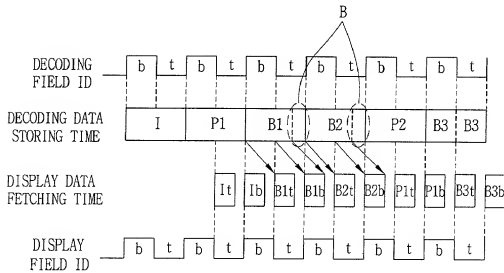 B
DECODING FIELD ID b t b t b t b t b t b t
DECODING DATA STORING TIME I P1 B1 B2 P2 B3 B3
DISPLAY DATA FETCHING TIME It Ib B1t B1b B2t B2b P1t P1b B3t B3b
DISPLAY FIELD ID b t b t b t b t b t b t